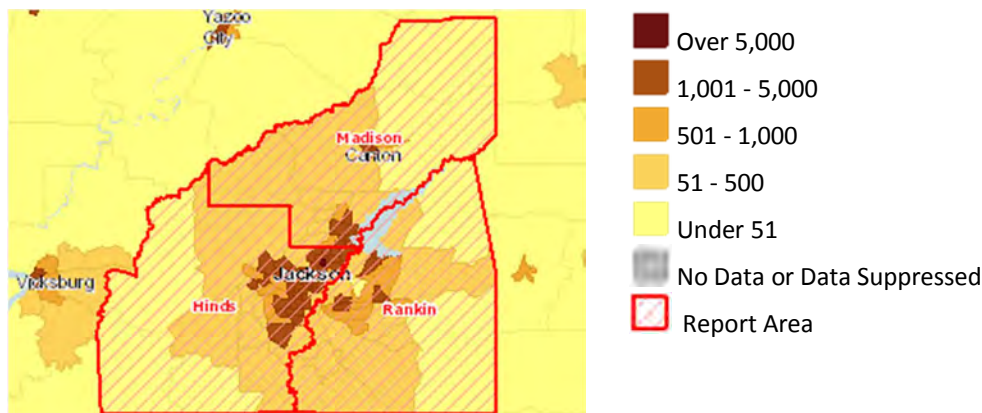 Yazoo
City
Madison
Canton
Jackson
Vicksburg
Hinds
Rankin
Over 5,000
1,001 - 5,000
501 - 1,000
51 - 500
Under 51
No Data or Data Suppressed
Report Area